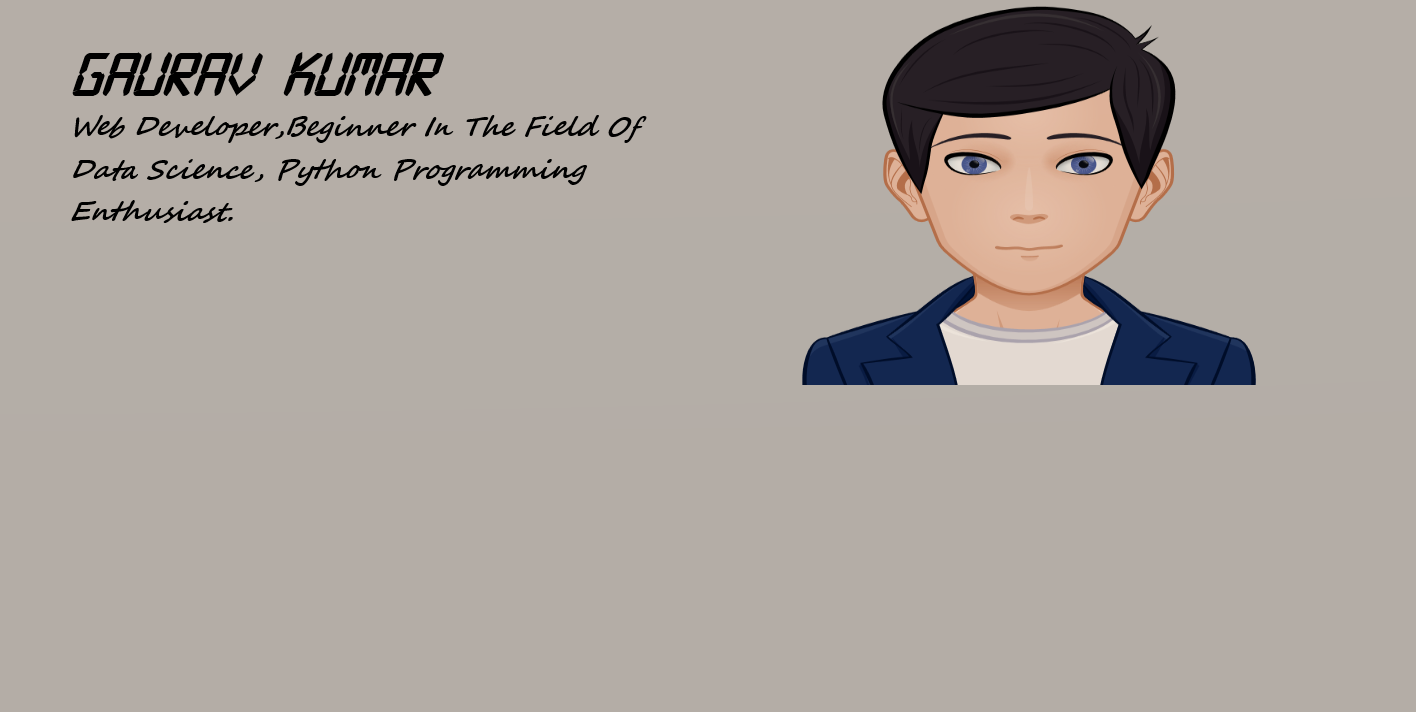 GAURAV KUMAR
Web Developer,Beginner In The Field Of
Data Science, Python Programming
Enthusiast.